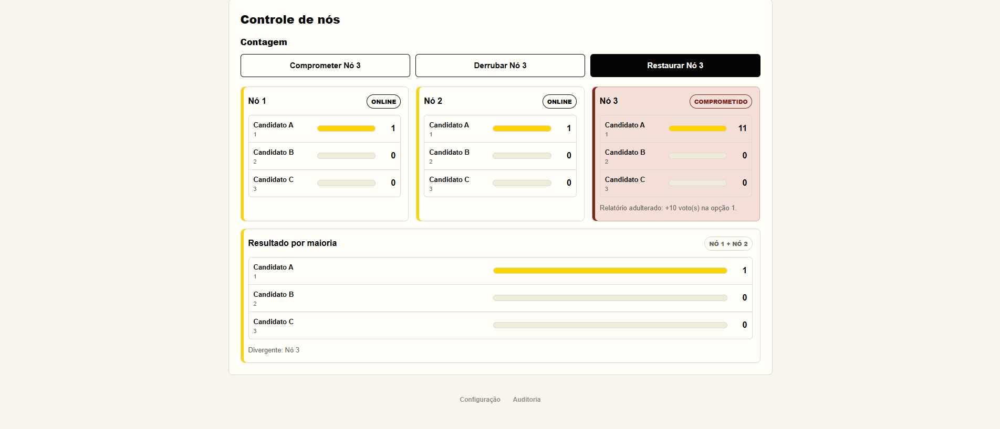 Controle de nós
Contagem
Comprometer Nó 3
Derrubar Nó 3
Restaurar Nó 3
Nó 1
ONLINE
Candidato A
1
1
Candidato B
2
0
Candidato C
3
0
Nó 2
ONLINE
Candidato A
1
1
Candidato B
2
0
Candidato C
3
0
Nó 3
COMPROMETIDO
Candidato A
1
11
Candidato B
2
0
Candidato C
3
0
Relatório adulterado: +10 voto(s) na opção 1.
Resultado por maioria
NÓ 1 + NÓ 2
Candidato A
1
1
Candidato B
2
0
Candidato C
3
0
Divergente: Nó 3
Configuração
Auditoria